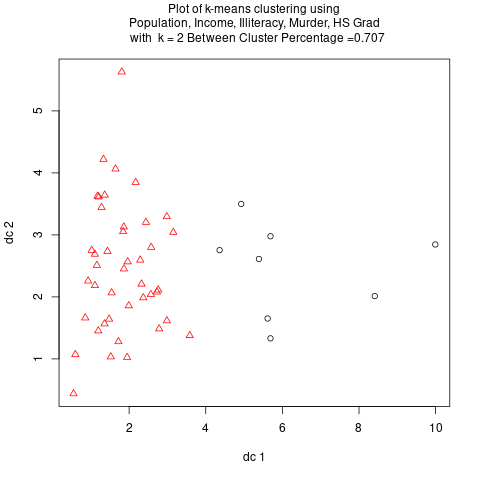 Plot of k-means clustering using
Population, Income, Illiteracy, Murder, HS Grad
with k = 2 Between Cluster Percentage =0.707
5
4
3
2
1
dc 2
2 4 6 8 10
dc 1